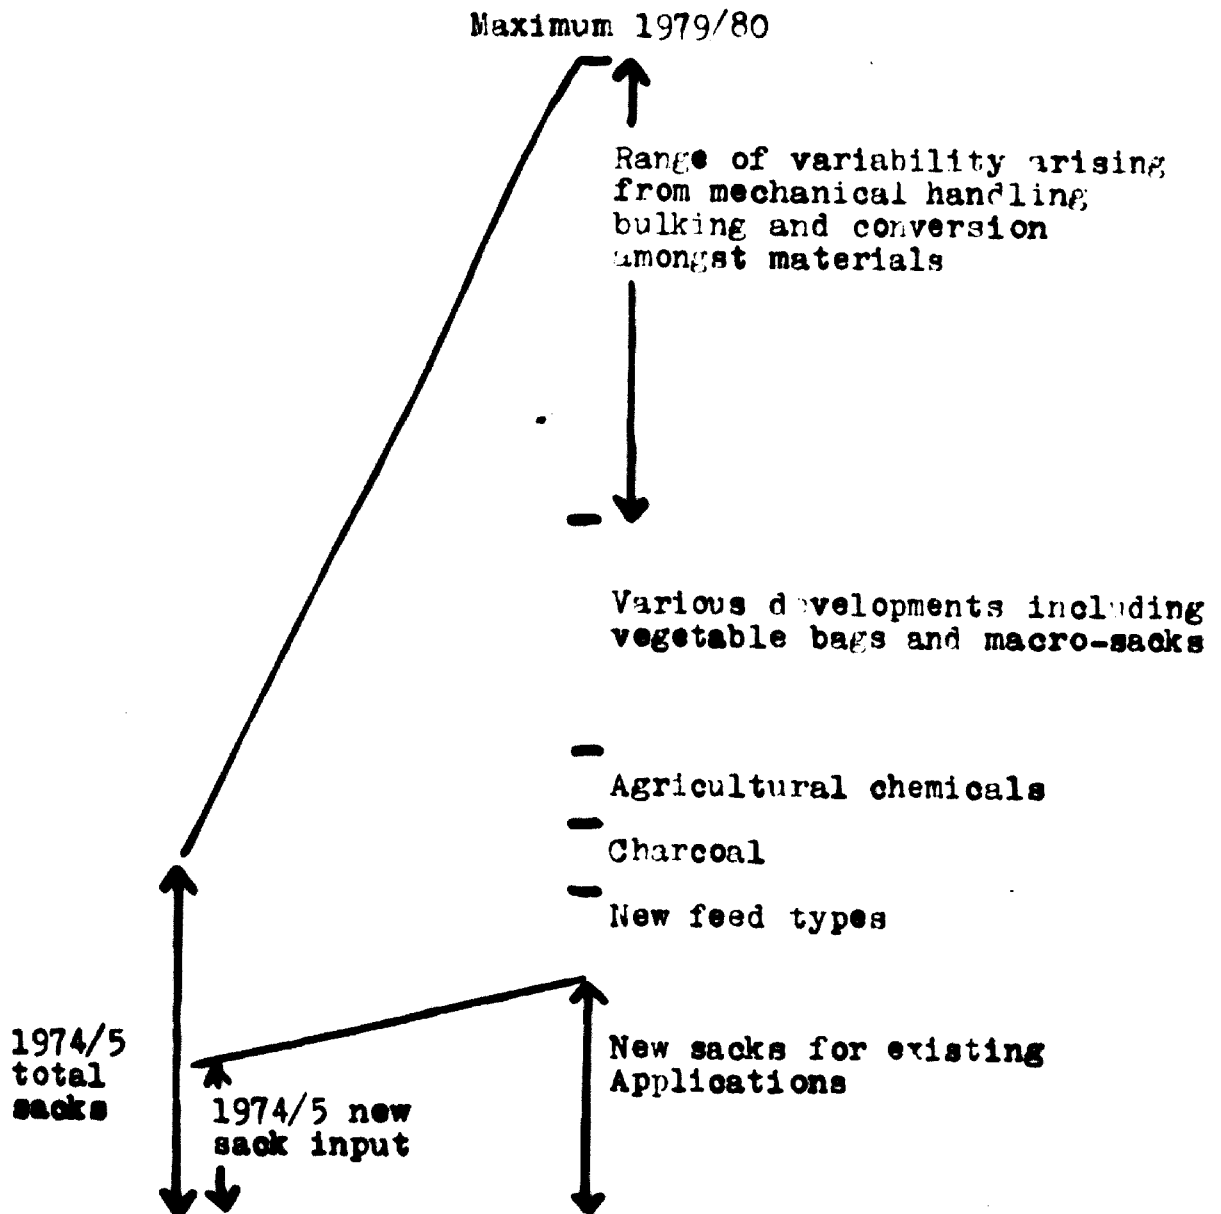 Maximum 1979/80
Range of variability arising
from mechanical handling
bulking and conversion
amongst materials
Various developments including
vegetable bags and macro-sacks
Agricultural chemicals
Charcoal
New feed types
New sacks for existing
Applications
1974/5
total
sacks
1974/5 new
sack input